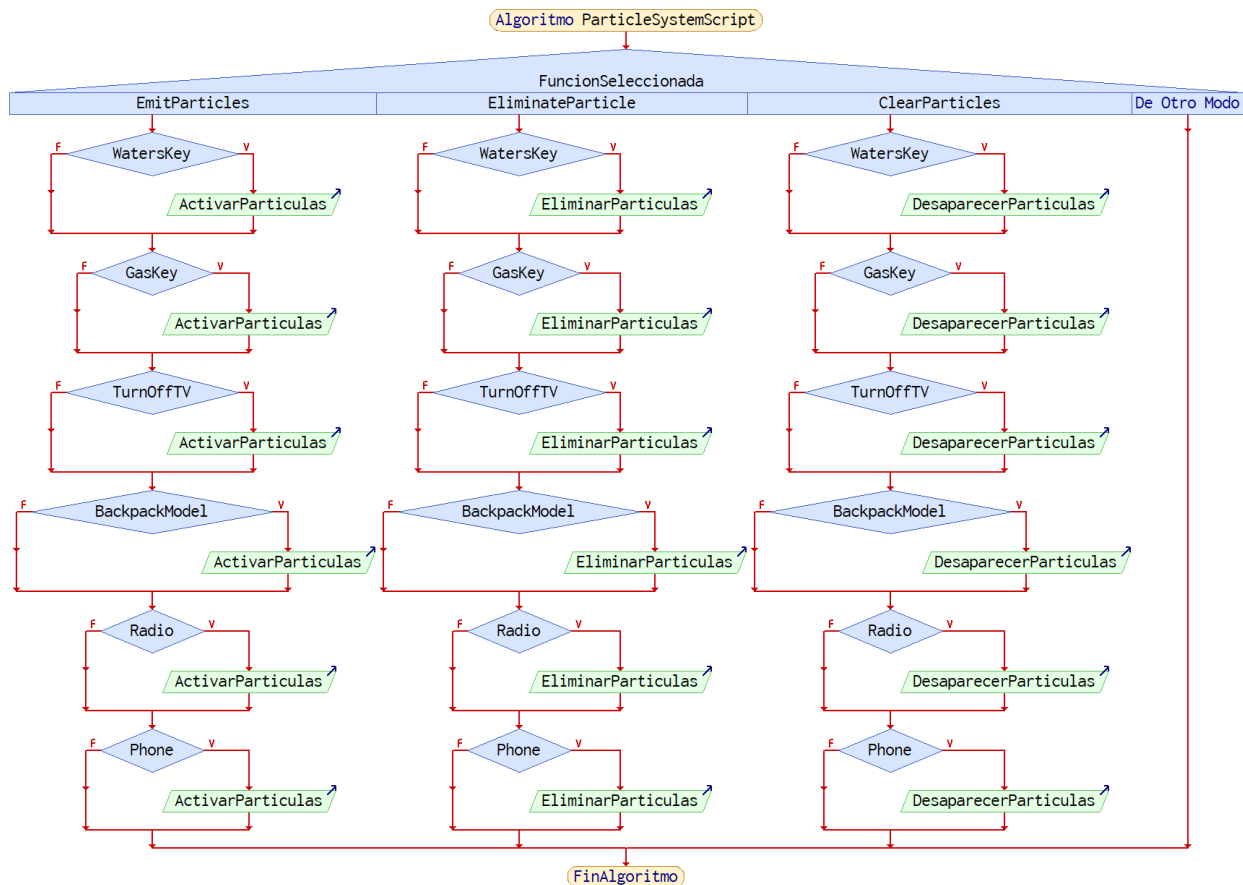 Algoritmo ParticleSystemScript
FuncionSeleccionada
EmitParticles EliminateParticle ClearParticles De Otro Modo
F WatersKey V F WatersKey V F WatersKey V
ActivarParticulas EliminarParticulas DesaparecerParticulas
F GasKey V F GasKey V F GasKey V
ActivarParticulas EliminarParticulas DesaparecerParticulas
F TurnOffTV V F TurnOffTV V F TurnOffTV V
ActivarParticulas EliminarParticulas DesaparecerParticulas
F BackpackModel V F BackpackModel V F BackpackModel V
ActivarParticulas EliminarParticulas DesaparecerParticulas
F Radio V F Radio V F Radio V
ActivarParticulas EliminarParticulas DesaparecerParticulas
F Phone V F Phone V F Phone V
ActivarParticulas EliminarParticulas DesaparecerParticulas
FinAlgoritmo